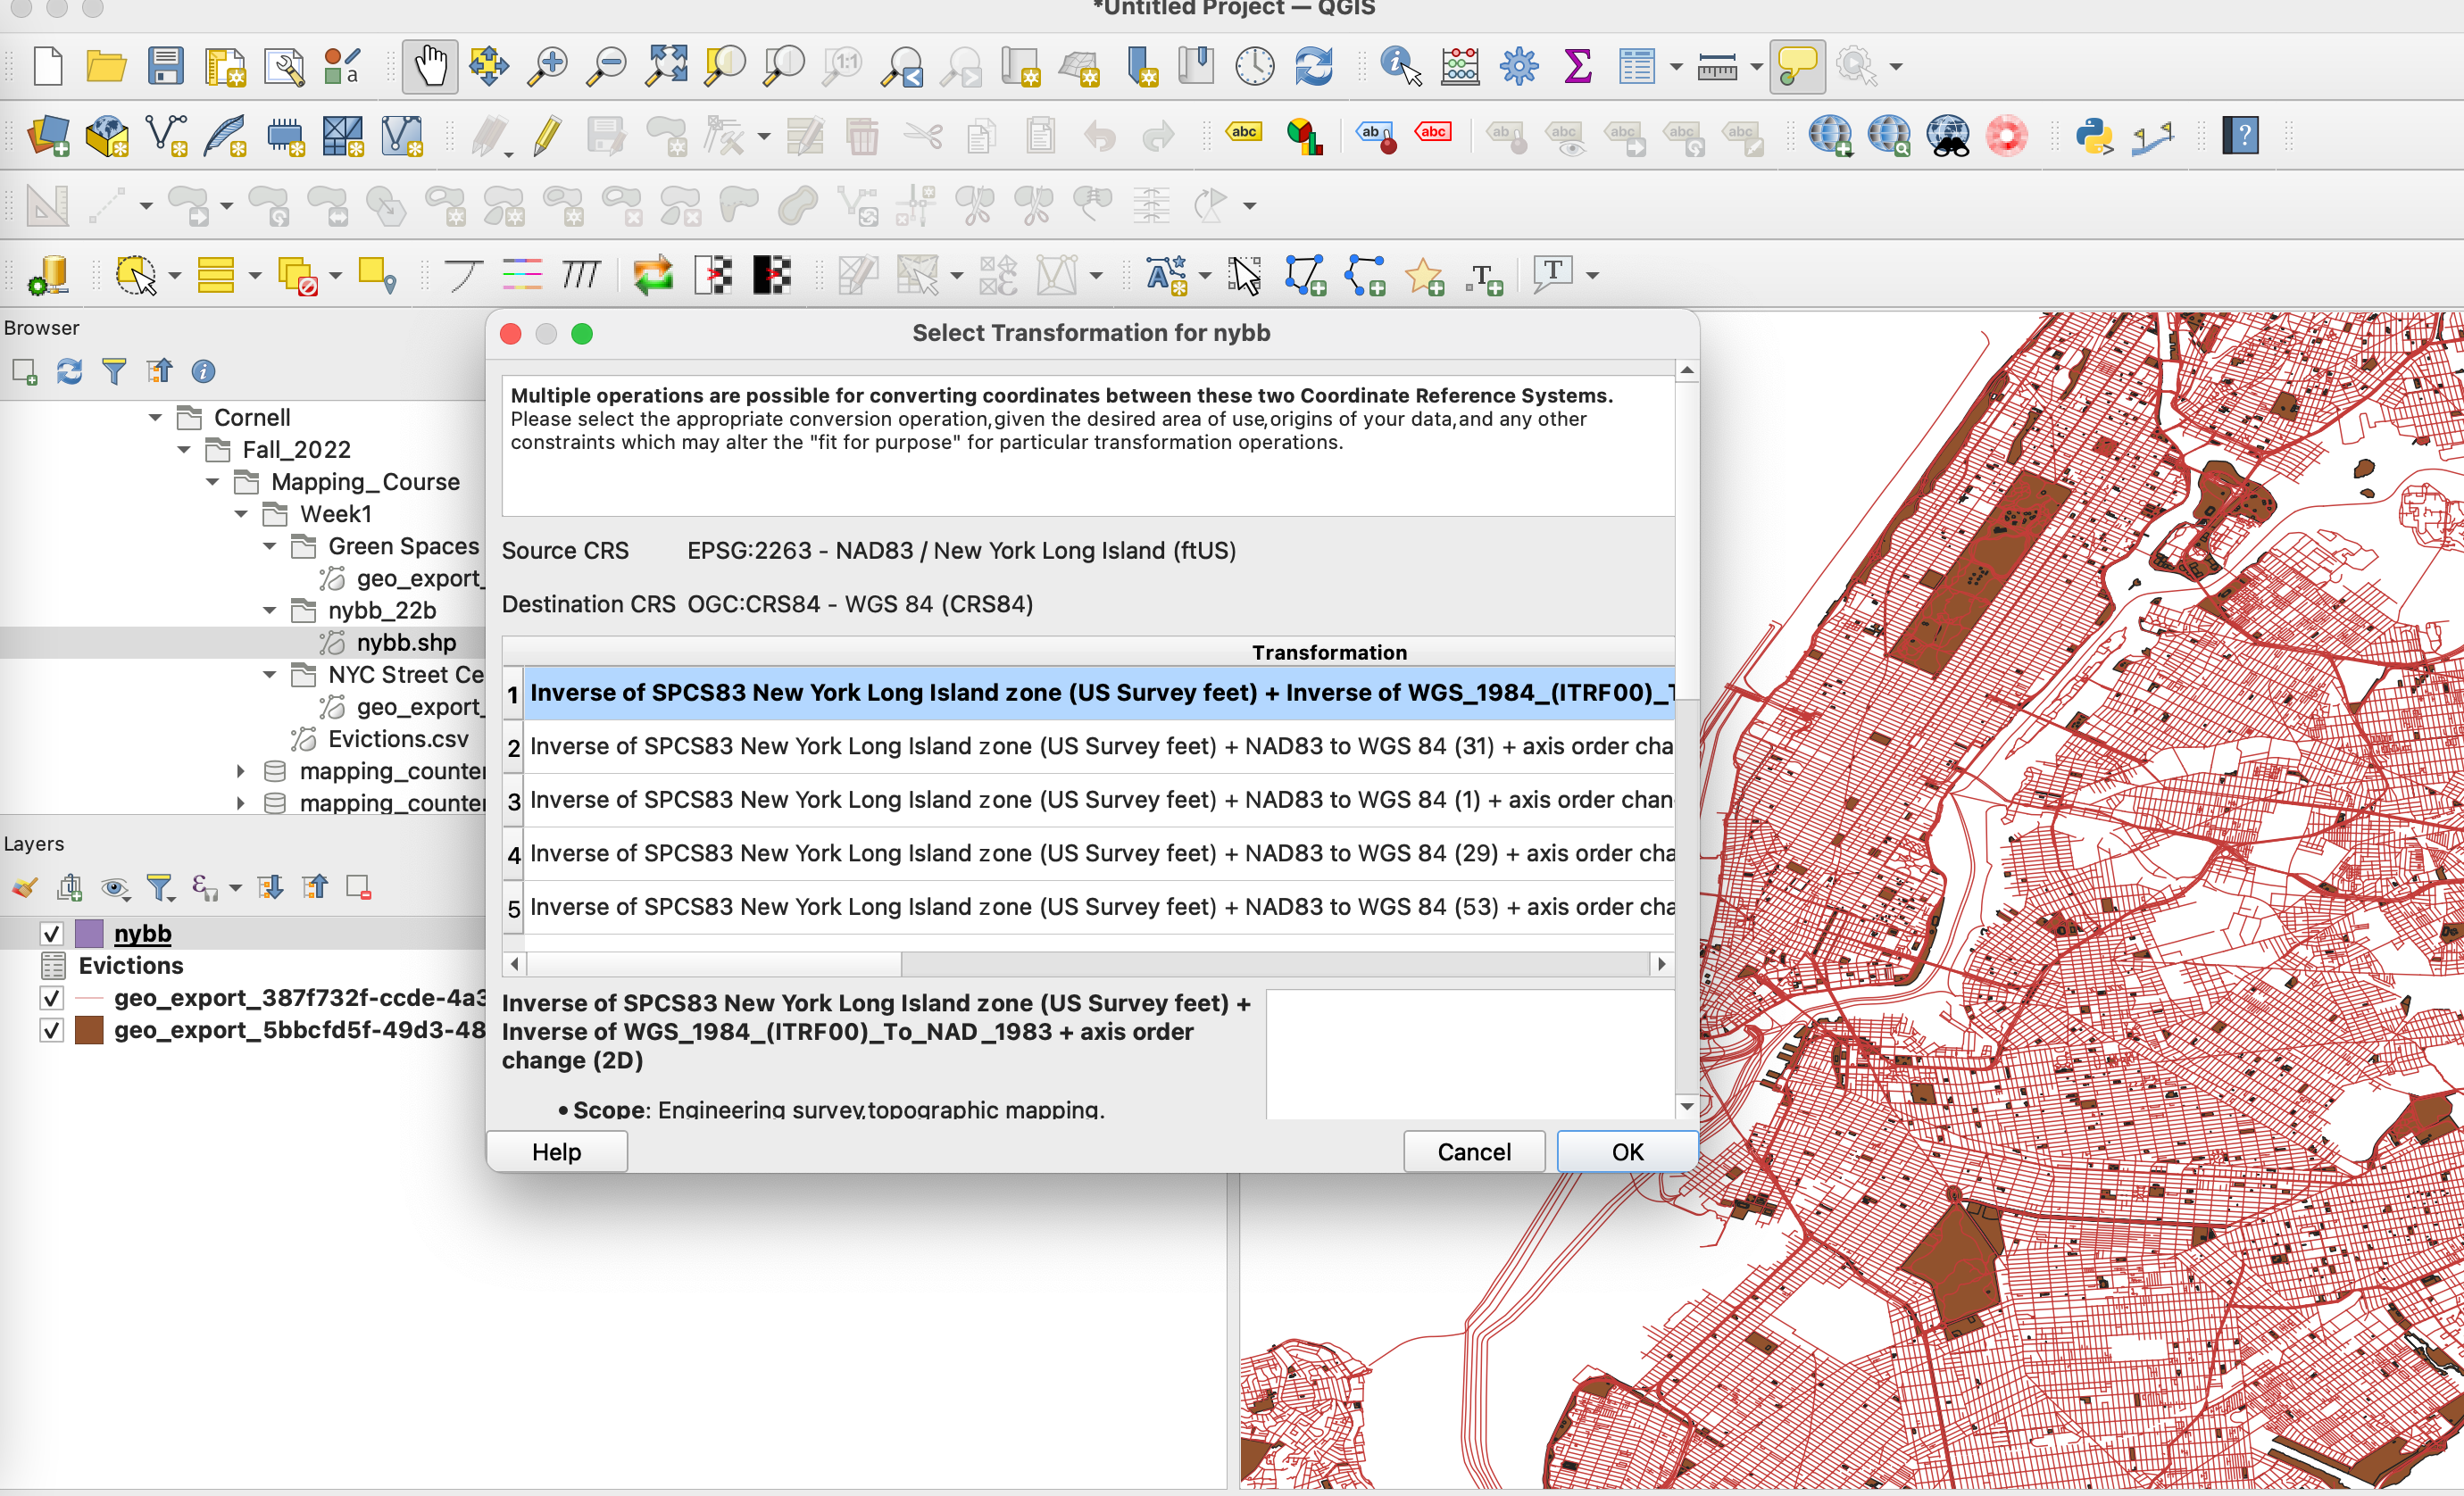 *Untitled Project — QGIS
Browser
Cornell
Fall_2022
Mapping_Course
Week1
Green Spaces
geo_export_
nybb_22b
nybb.shp
NYC Street Ce
geo_export_
Evictions.csv
mapping_counte
mapping_counte
Layers
nybb
Evictions
geo_export_387f732f-ccde-4a3
geo_export_5bbcfd5f-49d3-48
Select Transformation for nybb
Multiple operations are possible for converting coordinates between these two Coordinate Reference Systems.
Please select the appropriate conversion operation,given the desired area of use,origins of your data,and any other
constraints which may alter the "fit for purpose" for particular transformation operations.
Source CRS EPSG:2263 - NAD83 / New York Long Island (ftUS)
Destination CRS OGC:CRS84 - WGS 84 (CRS84)
Transformation
1 Inverse of SPCS83 New York Long Island zone (US Survey feet) + Inverse of WGS_1984_(ITRF00)_T
2 Inverse of SPCS83 New York Long Island zone (US Survey feet) + NAD83 to WGS 84 (31) + axis order cha
3 Inverse of SPCS83 New York Long Island zone (US Survey feet) + NAD83 to WGS 84 (1) + axis order chan
4 Inverse of SPCS83 New York Long Island zone (US Survey feet) + NAD83 to WGS 84 (29) + axis order cha
5 Inverse of SPCS83 New York Long Island zone (US Survey feet) + NAD83 to WGS 84 (53) + axis order cha
Inverse of SPCS83 New York Long Island zone (US Survey feet) +
Inverse of WGS_1984_(ITRF00)_To_NAD_1983 + axis order
change (2D)
• Scope: Engineering survey,topographic mapping.
Help
Cancel
OK